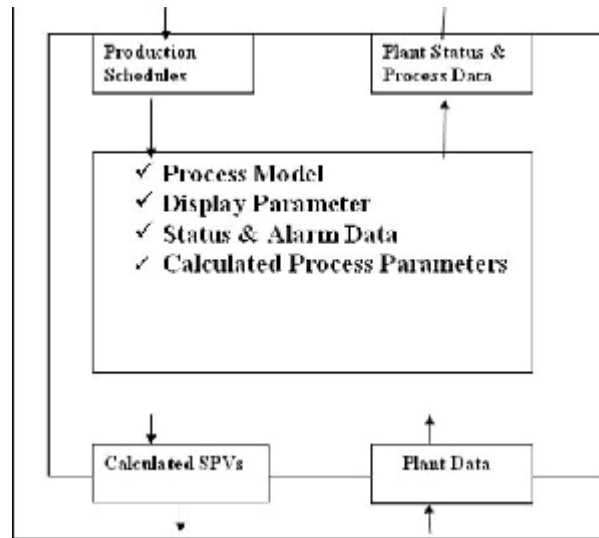 Production
Schedules
Plant Status &
Process Data
✓ Process Model
✓ Display Parameter
✓ Status & Alarm Data
✓ Calculated Process Parameters
Calculated SPVs
Plant Data